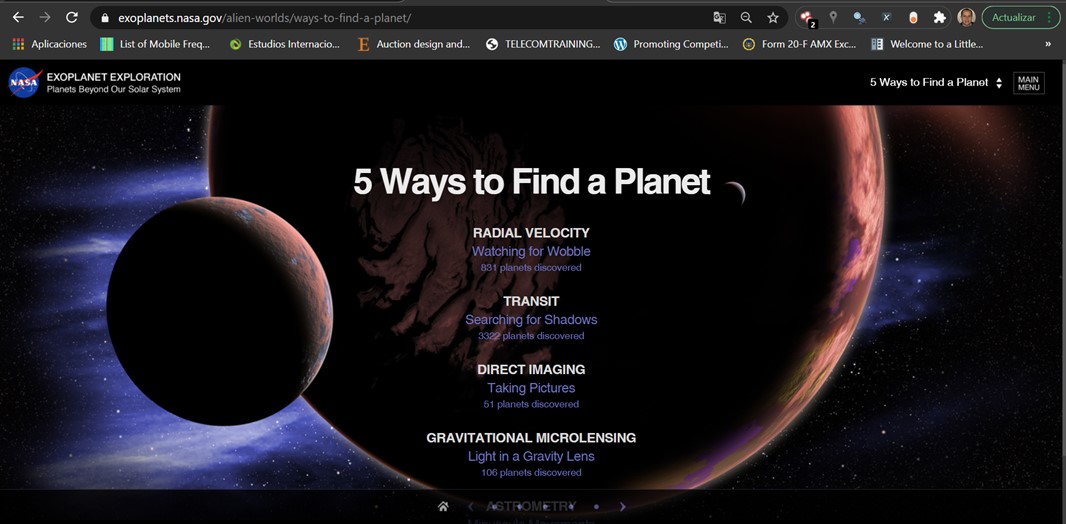 exoplanets.nasa.gov/alien-worlds/ways-to-find-a-planet/
2
Actualizar
Aplicaciones
List of Mobile Freq...
Estudios Internacio...
E
Auction design and...
TELECOMTRAINING...
Promoting Competi...
Form 20-F AMX Exc...
Welcome to a Little...
»
NASA
EXOPLANET EXPLORATION
Planets Beyond Our Solar System
5 Ways to Find a Planet
MAIN
MENU
5 Ways to Find a Planet
RADIAL VELOCITY
Watching for Wobble
831 planets discovered
TRANSIT
Searching for Shadows
3322 planets discovered
DIRECT IMAGING
Taking Pictures
51 planets discovered
GRAVITATIONAL MICROLENSING
Light in a Gravity Lens
106 planets discovered
ASTROMETRY